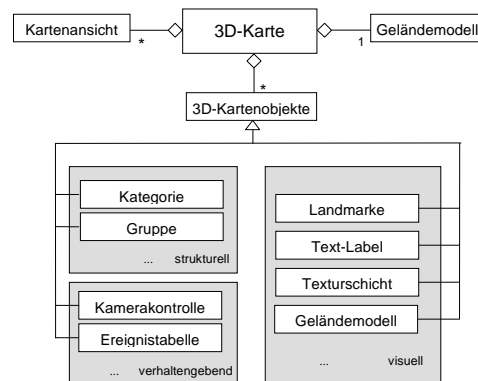 Kartenansicht
3D-Karte
Geländemodell
*
1
*
3D-Kartenobjekte
Kategorie
Gruppe
... strukturell
Kamerakontrolle
Ereignistabelle
... verhaltengebend
Landmarke
Text-Label
Texturschicht
Geländemodell
... visuell